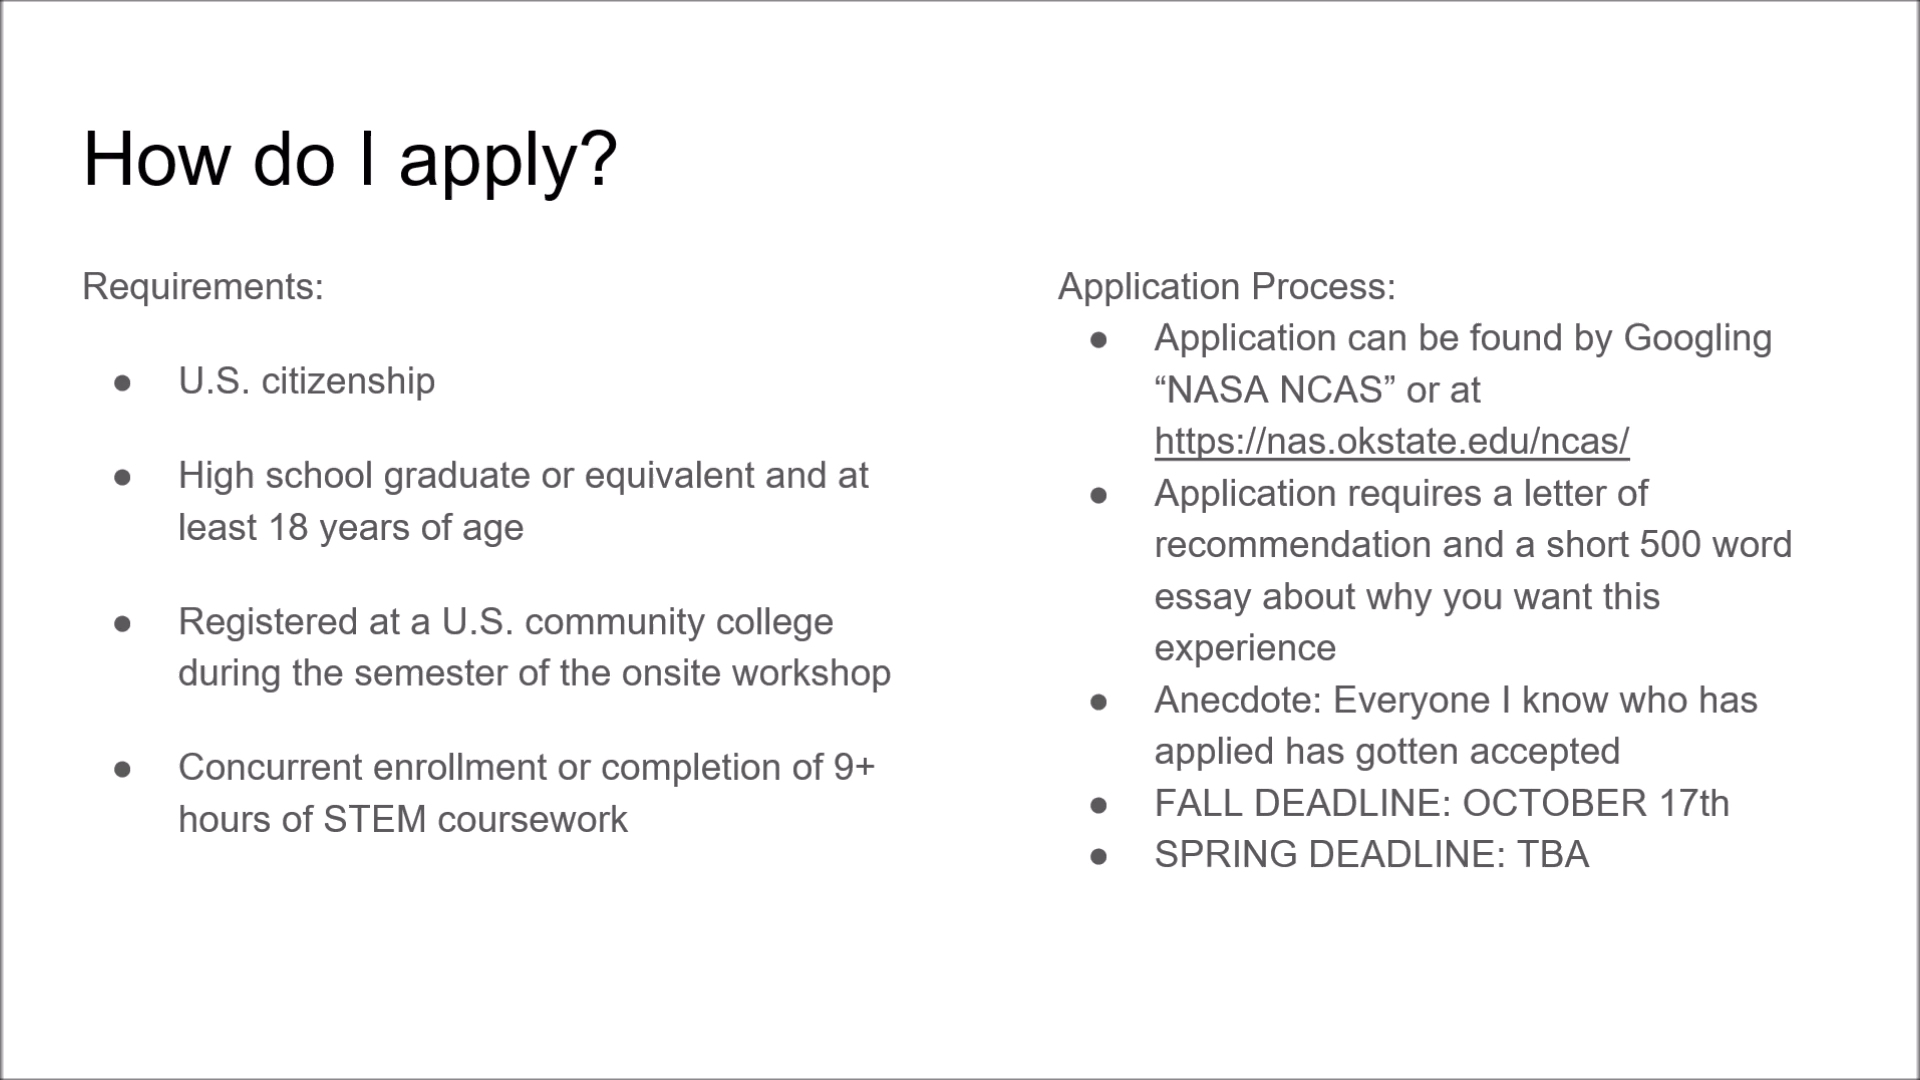 How do I apply?
Requirements:
● U.S. citizenship
● High school graduate or equivalent and at
least 18 years of age
● Registered at a U.S. community college
during the semester of the onsite workshop
● Concurrent enrollment or completion of 9+
hours of STEM coursework
Application Process:
● Application can be found by Googling
“NASA NCAS” or at
https://nas.okstate.edu/ncas/
● Application requires a letter of
recommendation and a short 500 word
essay about why you want this
experience
● Anecdote: Everyone I know who has
applied has gotten accepted
● FALL DEADLINE: OCTOBER 17th
● SPRING DEADLINE: TBA